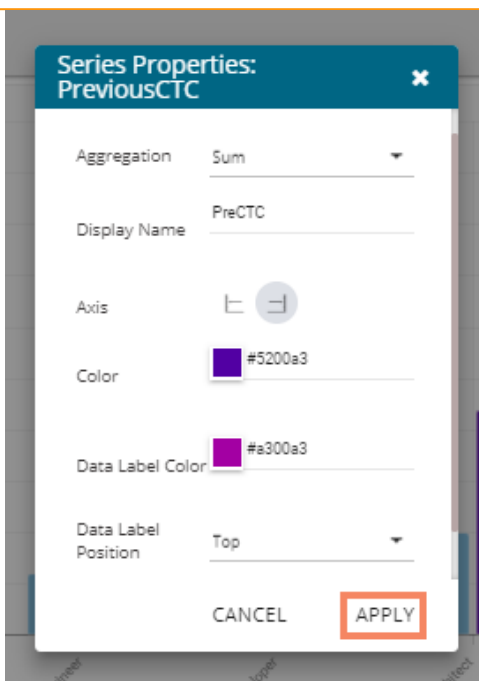 Series Properties:
PreviousCTC
Aggregation Sum
Display Name PreCTC
Axis
Color #5200a3
Data Label Color #a300a3
Data Label
Position Top
CANCEL APPLY